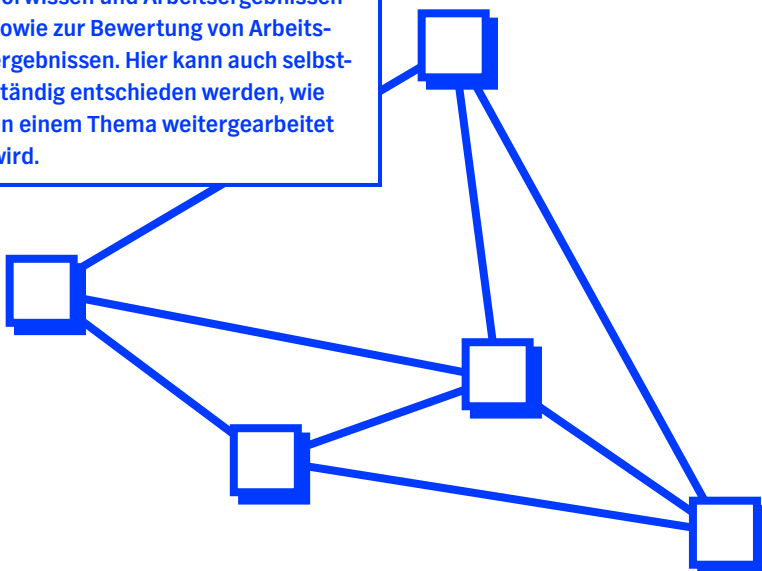 orwissen und Arbeitsergebnissen
owie zur Bewertung von Arbeits-
ergebnissen. Hier kann auch selbst-
tändig entschieden werden, wie
n einem Thema weitergearbeitet
wird.